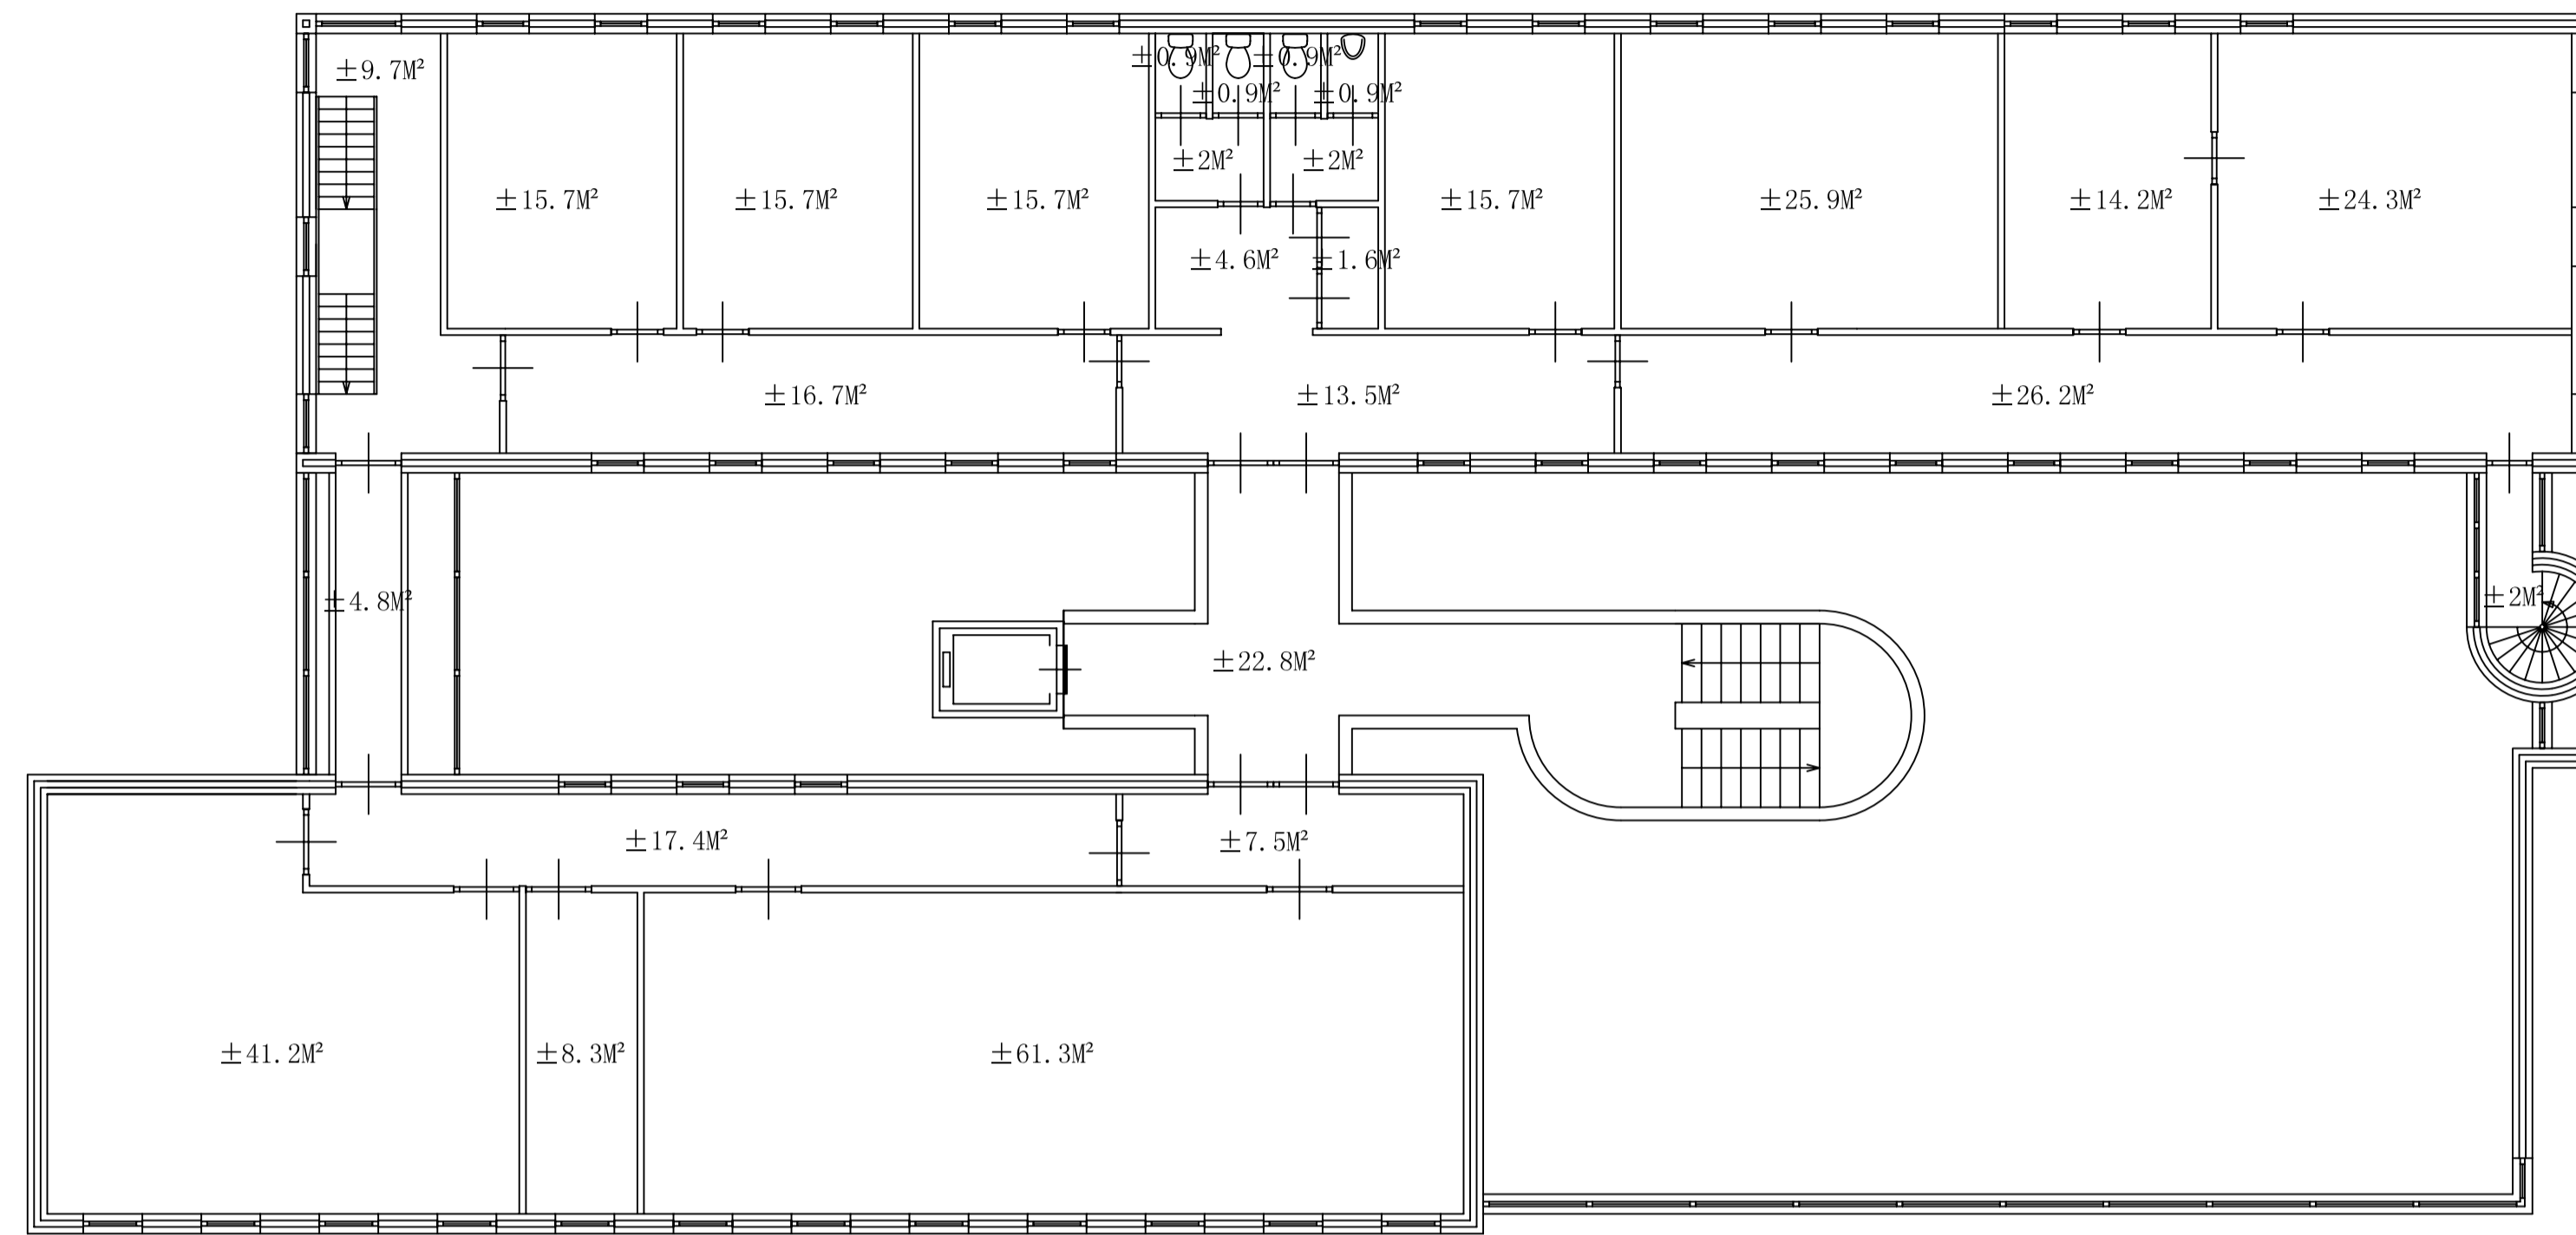 ±9.7M²
±0.9M²
±0.9M²
±0.9M²
±0.9M²
±2M²
±2M²
±15.7M²
±15.7M²
±15.7M²
±15.7M²
±25.9M²
±14.2M²
±24.3M²
±4.6M²
±1.6M²
±16.7M²
±13.5M²
±26.2M²
±4.8M²
±2M²
±22.8M²
±17.4M²
±7.5M²
±41.2M²
±8.3M²
±61.3M²